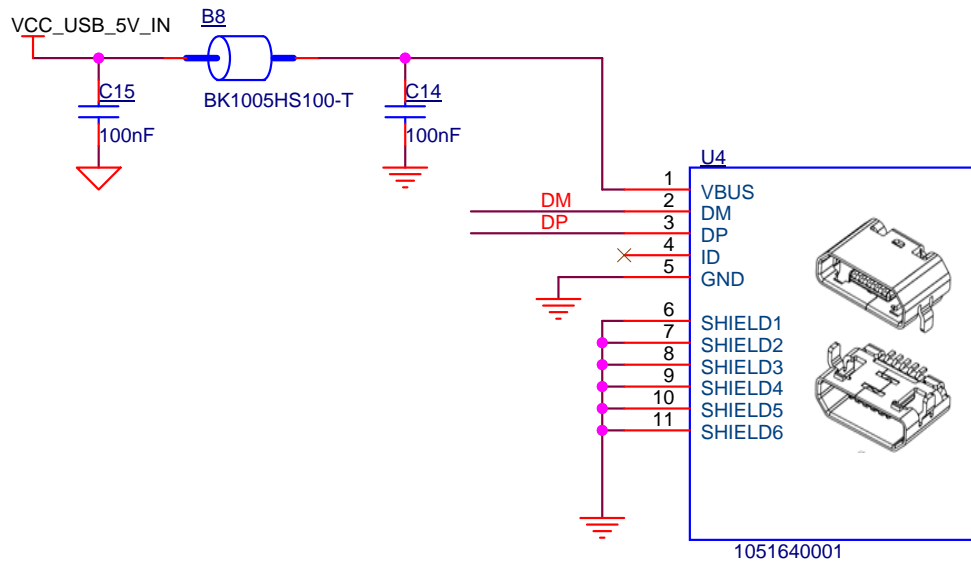 VCC_USB_5V_IN
B8
BK1005HS100-T
C15
100nF
C14
100nF
U4
1 VBUS
DM 2 DM
DP 3 DP
4 ID
5 GND
6 SHIELD1
7 SHIELD2
8 SHIELD3
9 SHIELD4
10 SHIELD5
11 SHIELD6
1051640001